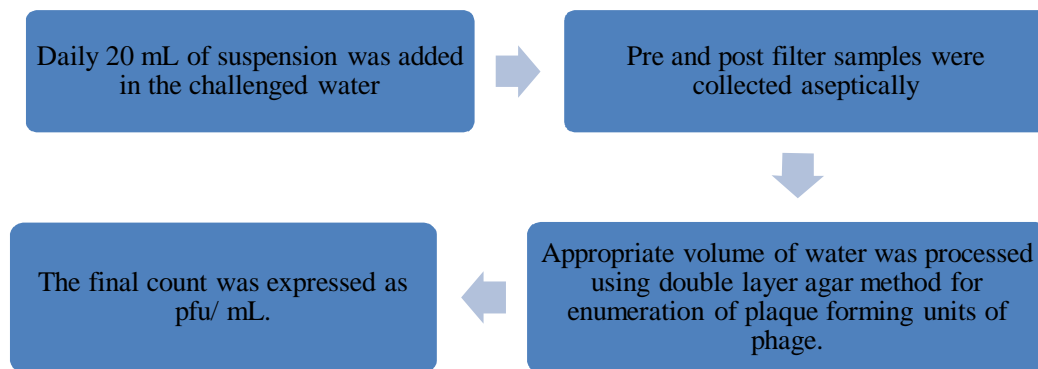 Daily 20 mL of suspension was added
in the challenged water
Pre and post filter samples were
collected aseptically
Appropriate volume of water was processed
using double layer agar method for
enumeration of plaque forming units of
phage.
The final count was expressed as
pfu/ mL.